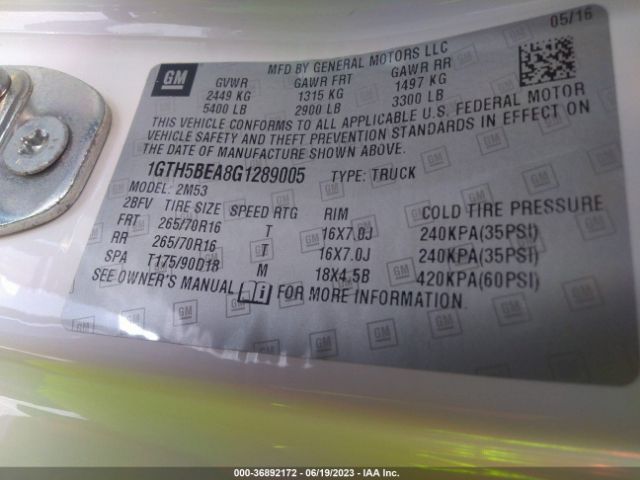 05/16
MFD BY GENERAL MOTORS LLC
GM
GVWR GAWR FRT GAWR RR
2449 KG 1315 KG 1497 KG
5400 LB 2900 LB 3300 LB
THIS VEHICLE CONFORMS TO ALL APPLICABLE U.S. FEDERAL MOTOR
VEHICLE SAFETY AND THEFT PREVENTION STANDARDS IN EFFECT ON
THE DATE OF MANUFACTURE SHOWN ABOVE.
1GTH5BEA8G1289005 TYPE: TRUCK
MODEL: 2M53
2BFV TIRE SIZE SPEED RTG RIM COLD TIRE PRESSURE
FRT 265/70R16 T 16X7.0J 240KPA(35PSI)
RR 265/70R16 T 16X7.0J 240KPA(35PSI)
SPA T175/90D18 M 18X4.5B 420KPA(60PSI)
SEE OWNER'S MANUAL FOR MORE INFORMATION.
000-36892172 - 06/19/2023 - IAA Inc.